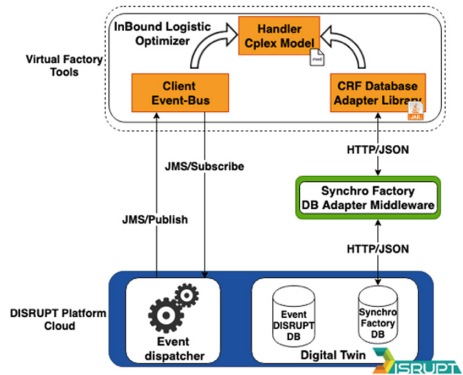 InBound Logistic
Optimizer
Handler
Cplex Model
Virtual Factory
Tools
Client
Event-Bus
CRF Database
Adapter Library
JAR
JMS/Subscribe
HTTP/JSON
JMS/Publish
Synchro Factory
DB Adapter Middleware
HTTP/JSON
DISRUPT Platform
Cloud
Event
dispatcher
Event
DISRUPT
DB
Synchro
Factory
DB
Digital Twin
DISRUPT